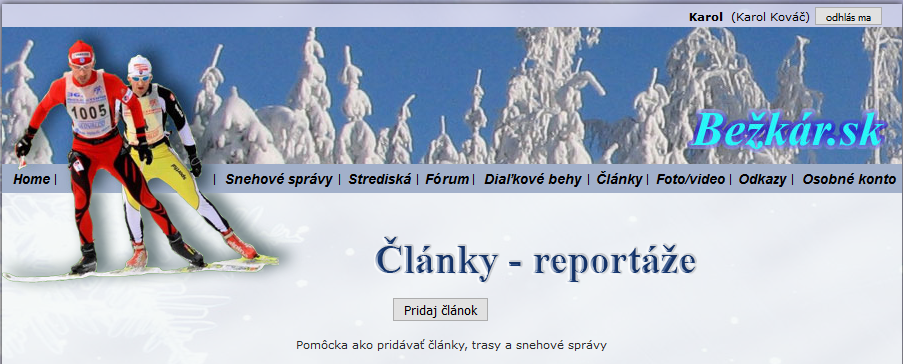 Karol (Karol Kováč) odhlás ma
36.
1005
Bežkár.sk
Home | | Snehové správy | Strediská | Fórum | Diaľkové behy | Články | Foto/video | Odkazy | Osobné konto
Články - reportáže
Pridaj článok
Pomôcka ako pridávať články, trasy a snehové správy